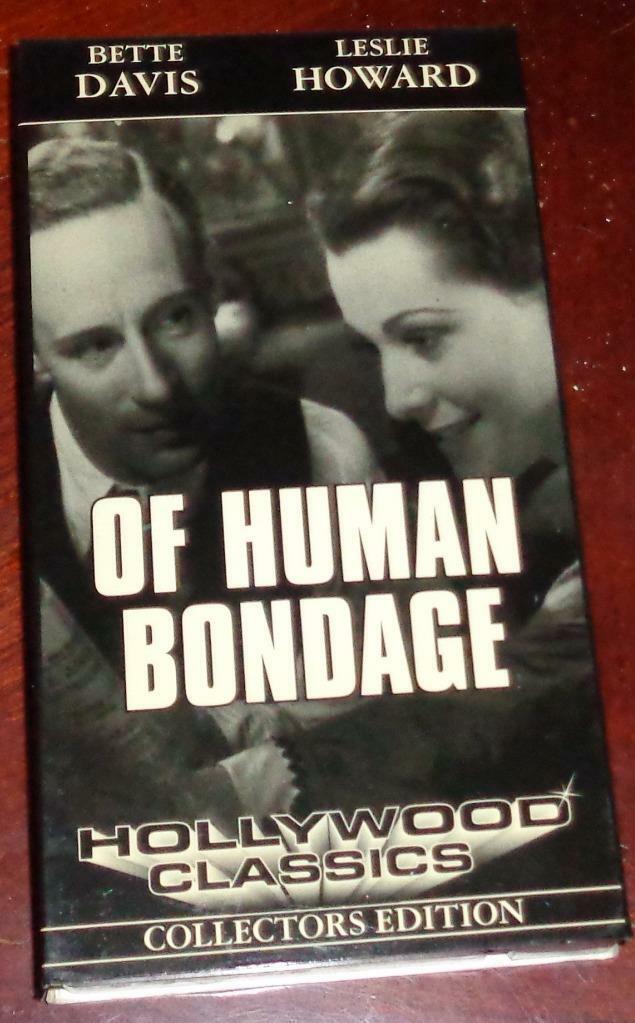 BETTE LESLIE
DAVIS HOWARD
OF HUMAN
BONDAGE
HOLLYWOOD
CLASSICS
COLLECTORS EDITION